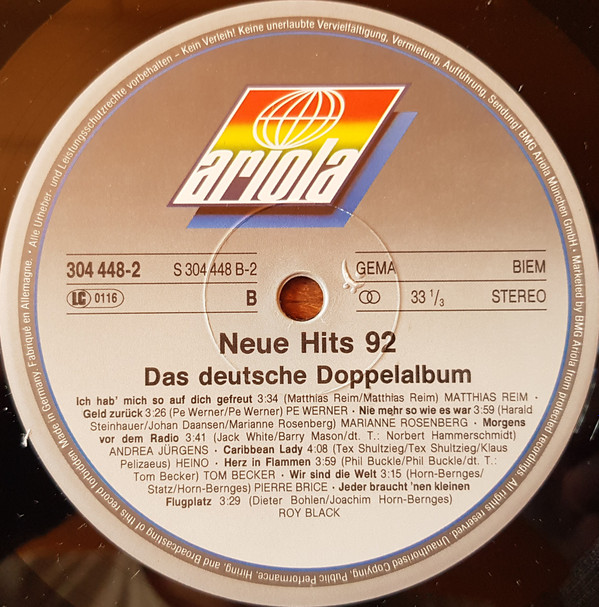 Alle Urheber- und Leistungsschutzrechte vorbehalten – Kein Verleih! Keine unerlaubte Vervielfältigung, Vermietung, Aufführung, Sendung! BMG Ariola München GmbH · Marketed by BMG Ariola from protected recordings. All rights reserved. Unauthorised Copying, Public Performance, Hiring, and Broadcasting of this record forbidden. Made in Germany. Fabriqué en Allemagne.
ariola
304 448-2 S 304 448 B-2 GEMA BIEM
LC 0116 B 33 1/3 STEREO
Neue Hits 92
Das deutsche Doppelalbum
Ich hab' mich so auf dich gefreut 3:34 (Matthias Reim/Matthias Reim) MATTHIAS REIM ·
Geld zurück 3:26 (Pe Werner/Pe Werner) PE WERNER · Nie mehr so wie es war 3:59 (Harald
Steinhauer/Johan Daansen/Marianne Rosenberg) MARIANNE ROSENBERG · Morgens
vor dem Radio 3:41 (Jack White/Barry Mason/dt. T.: Norbert Hammerschmidt)
ANDREA JÜRGENS · Caribbean Lady 4:08 (Tex Shultzieg/Tex Shultzieg/Klaus
Pelizaeus) HEINO · Herz in Flammen 3:59 (Phil Buckle/Phil Buckle/dt. T.:
Tom Becker) TOM BECKER · Wir sind die Welt 3:15 (Horn-Bernges/
Statz/Horn-Bernges) PIERRE BRICE · Jeder braucht 'nen kleinen
Flugplatz 3:29 (Dieter Bohlen/Joachim Horn-Bernges)
ROY BLACK